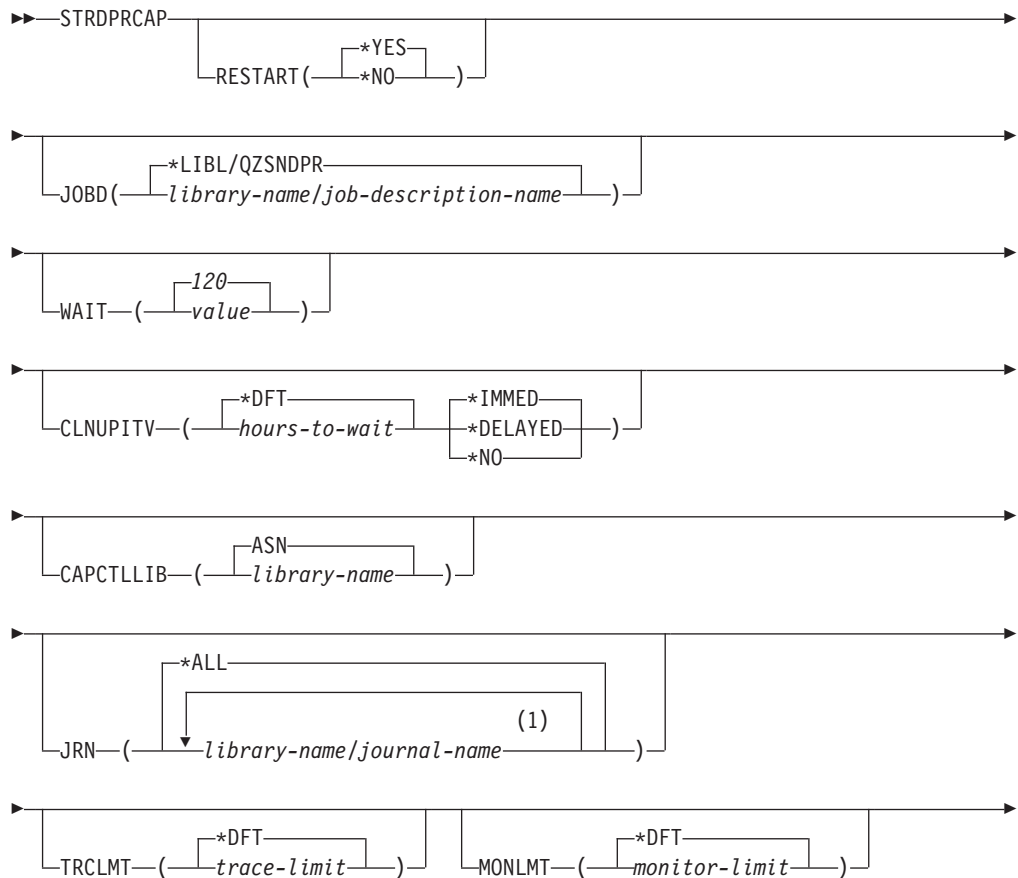 STRDPRCAP
*YES
RESTART( *NO )
*LIBL/QZSNDPR
JOBD( library-name/job-description-name )
120
WAIT ( value )
*DFT *IMMED
CLNUPITV ( hours-to-wait *DELAYED )
*NO
ASN
CAPCTLLIB ( library-name )
*ALL
(1)
JRN ( library-name/journal-name )
*DFT *DFT
TRCLMT ( trace-limit ) MONLMT ( monitor-limit )